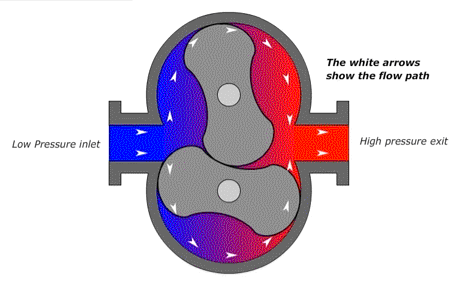 The white arrows
show the flow path
Low Pressure inlet
High pressure exit